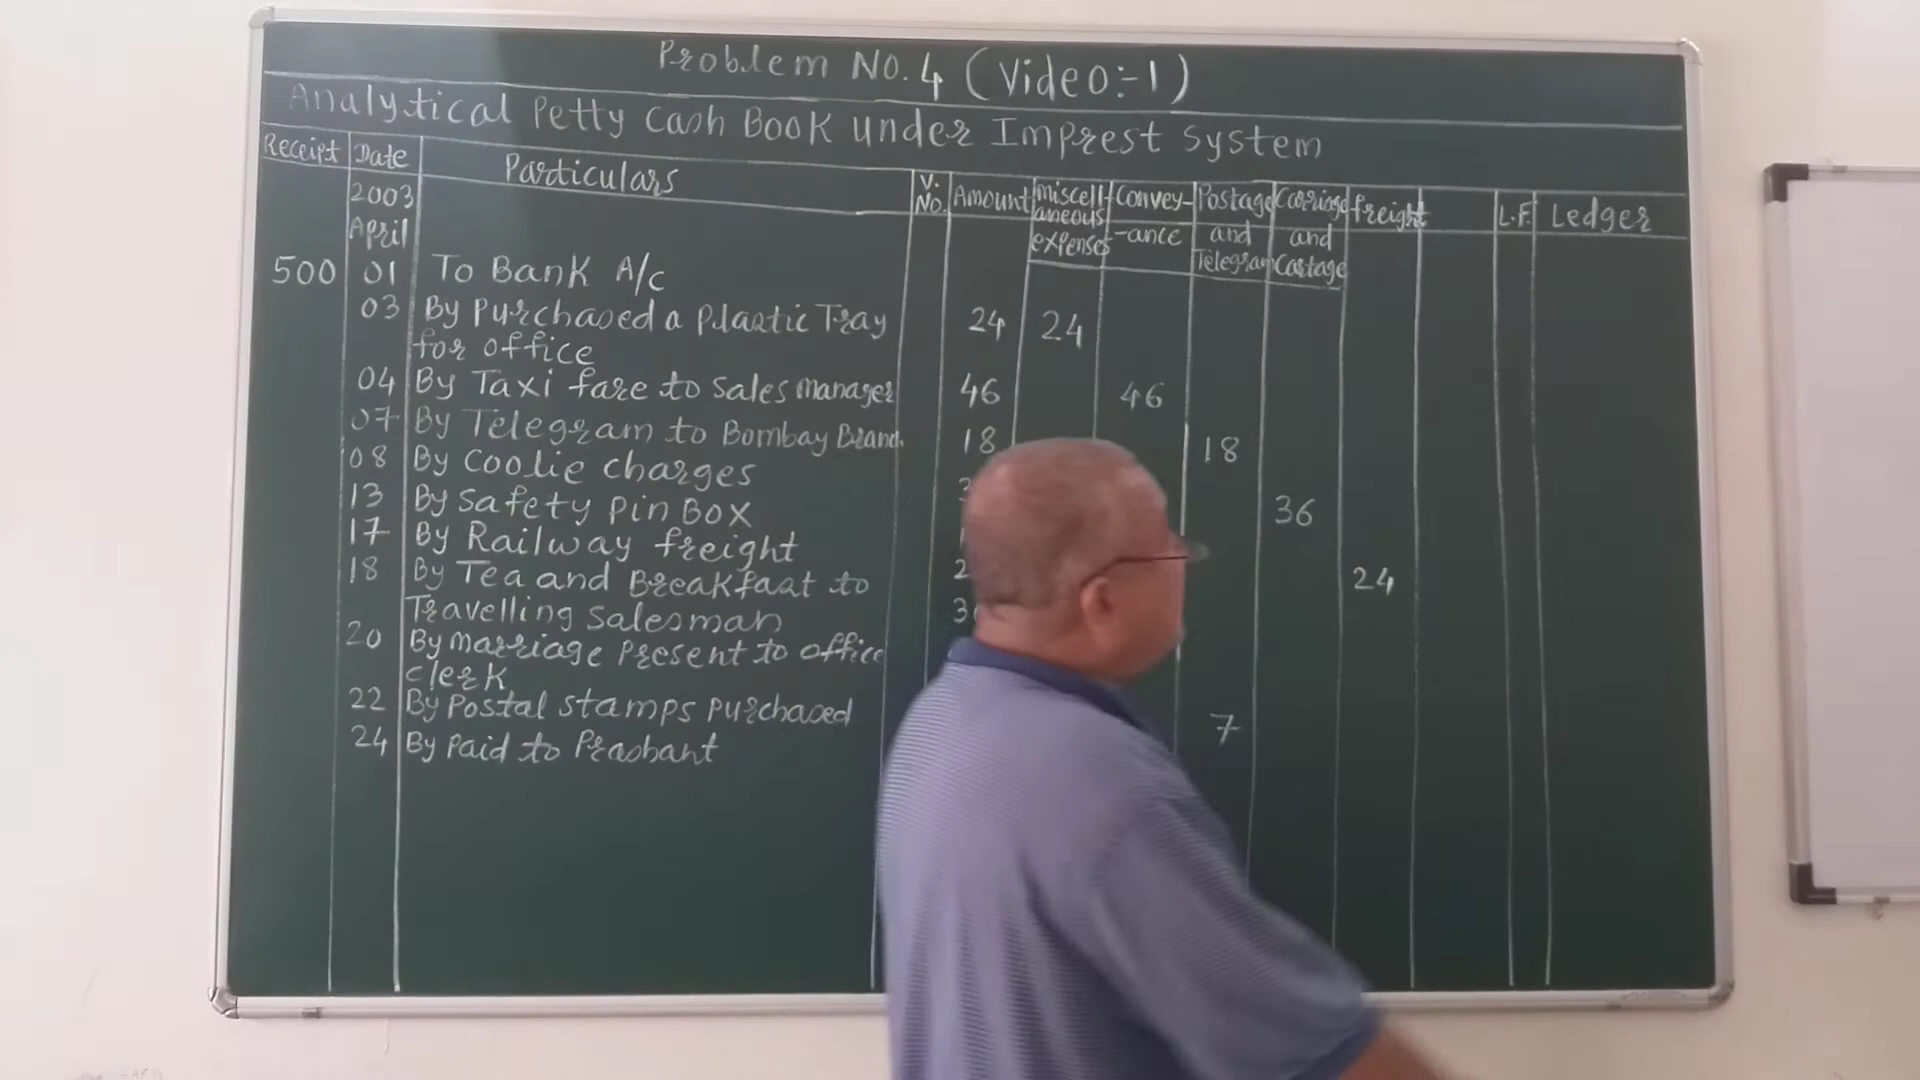 Problem NO. 4 (Video:-1)
Analytical Petty Cash Book under Imprest System
Receipt Date Particulars V. No. Amount Miscell-aneous expenses Convey--ance Postage and Telegram Carriage and Cartage freight L.F. Ledger
2003
April
500 01 To Bank A/c
03 By Purchased a Plastic Tray 24 24
for office
04 By Taxi fare to Sales Manager 46 46
07 By Telegram to Bombay Branch 18 18
08 By Coolie charges 36
13 By Safety pin Box
17 By Railway freight 24
18 By Tea and Breakfast to
Travelling Salesman
20 By Marriage Present to office
clerk
22 By Postal Stamps purchased 7
24 By Paid to Prashant